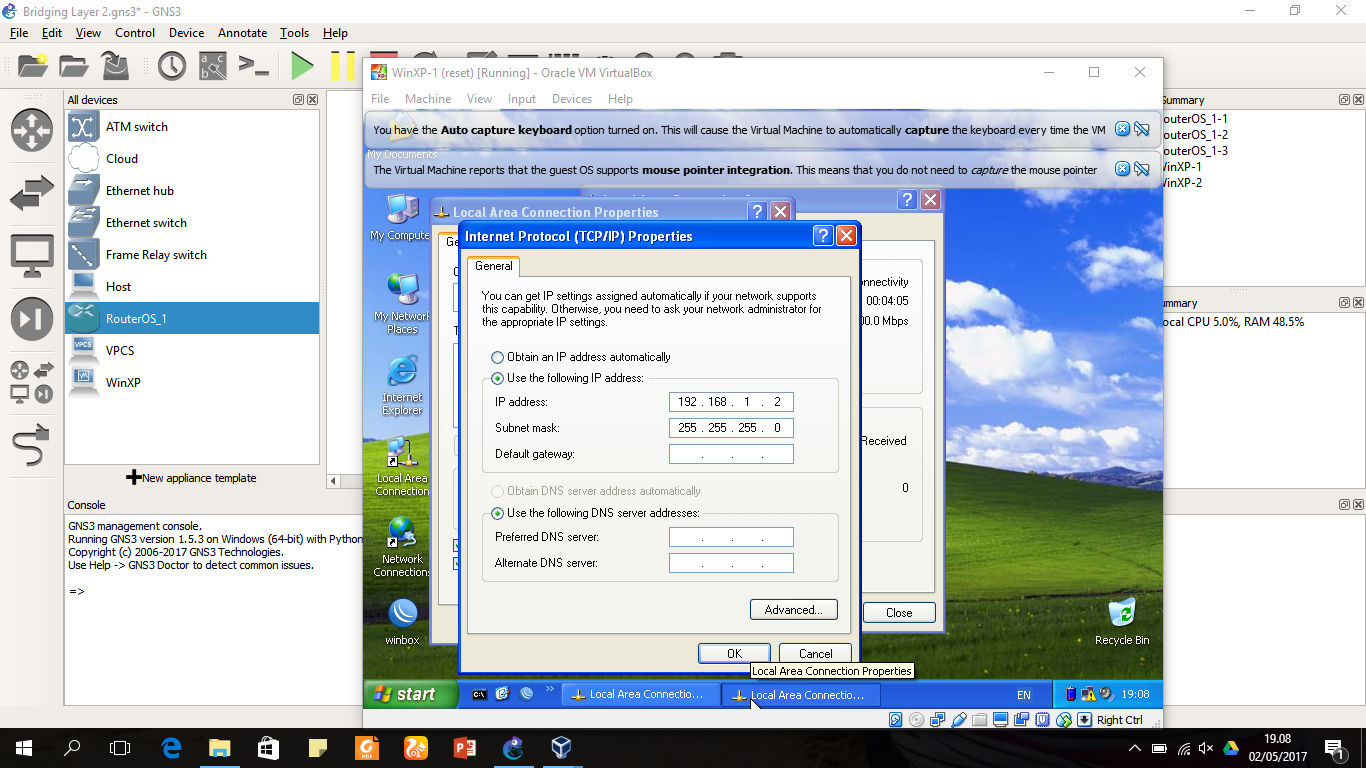 Bridging Layer 2.gns3* - GNS3
File Edit View Control Device Annotate Tools Help
All devices
ATM switch
Cloud
Ethernet hub
Ethernet switch
Frame Relay switch
Host
RouterOS_1
VPCS
WinXP
New appliance template
Console
GNS3 management console.
Running GNS3 version 1.5.3 on Windows (64-bit) with Python
Copyright (c) 2006-2017 GNS3 Technologies.
Use Help -> GNS3 Doctor to detect common issues.
=>
WinXP-1 (reset) [Running] - Oracle VM VirtualBox
File Machine View Input Devices Help
You have the Auto capture keyboard option turned on. This will cause the Virtual Machine to automatically capture the keyboard every time the VM
My Documents
The Virtual Machine reports that the guest OS supports mouse pointer integration. This means that you do not need to capture the mouse pointer
My Compute
My Network
Places
Internet
Explorer
Local Area
Connection
Network
Connections
winbox
Local Area Connection Properties
Internet Protocol (TCP/IP) Properties
General
You can get IP settings assigned automatically if your network supports
this capability. Otherwise, you need to ask your network administrator for
the appropriate IP settings.
Obtain an IP address automatically
Use the following IP address:
IP address: 192 . 168 . 1 . 2
Subnet mask: 255 . 255 . 255 . 0
Default gateway: . . .
Obtain DNS server address automatically
Use the following DNS server addresses:
Preferred DNS server: . . .
Alternate DNS server: . . .
Advanced...
OK Cancel
nnectivity
00:04:05
00.0 Mbps
Received
0
Close
Recycle Bin
Local Area Connection Properties
start
Local Area Connectio...
Local Area Connectio...
EN
19:08
Right Ctrl
ummary
outerOS_1-1
outerOS_1-2
outerOS_1-3
inXP-1
inXP-2
mmary
ocal CPU 5.0%, RAM 48.5%
19.08
02/05/2017
1